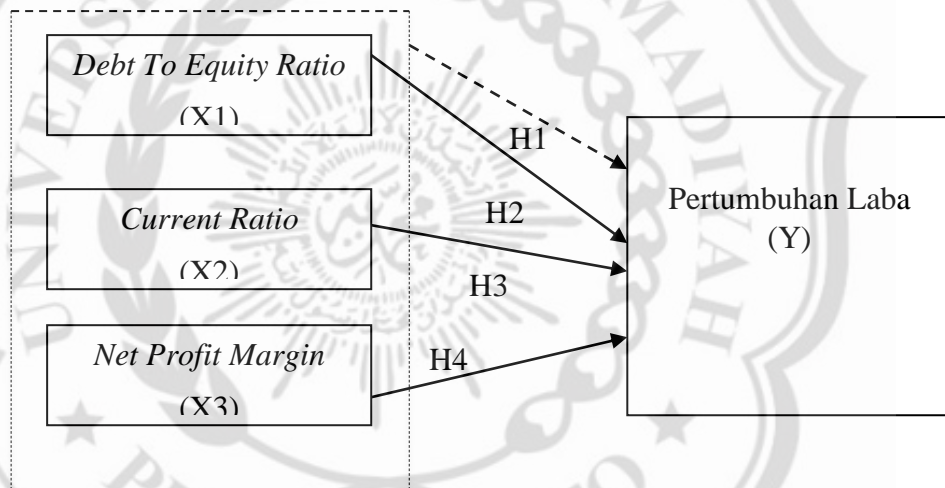 Debt To Equity Ratio
(X1)
H1
Current Ratio
(X2)
H2
H3
Net Profit Margin
(X3)
H4
Pertumbuhan Laba
(Y)